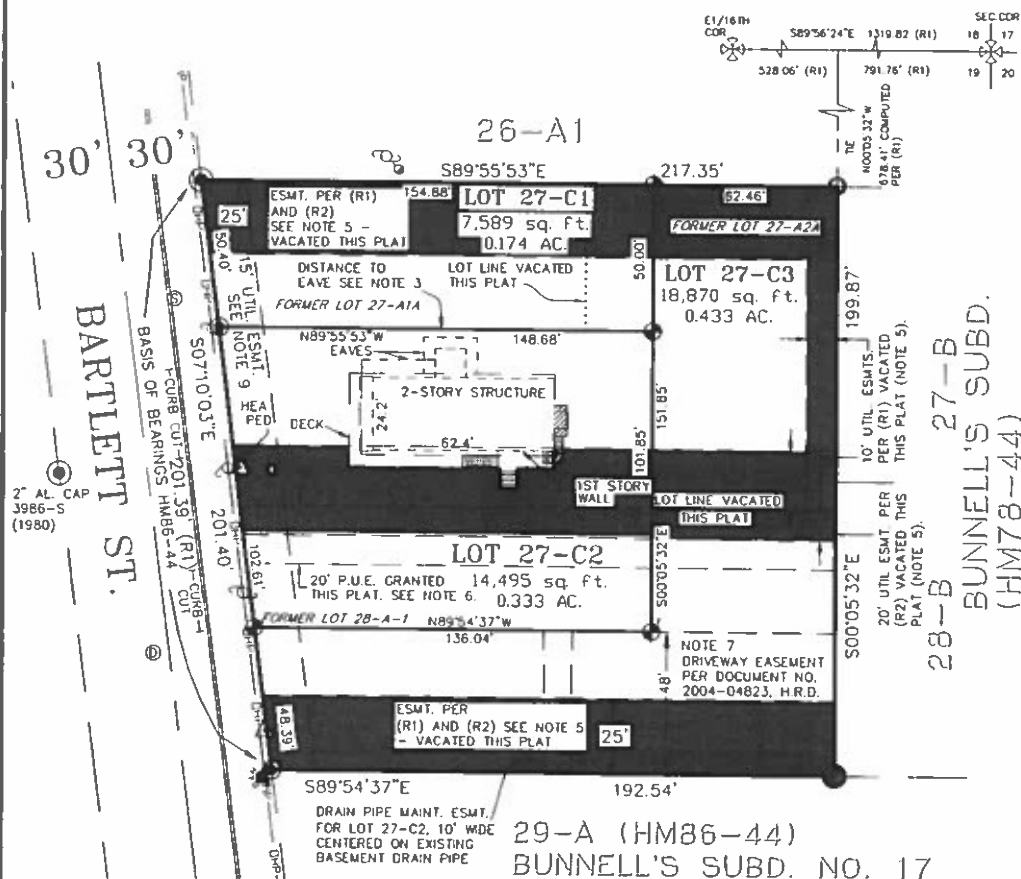 E1/16TH
COR
S89°56'24"E 1319.82 (R1)
SEC.COR
18 17
19 20
528.06' (R1)
791.76' (R1)
TIE
N00°05'32"W
678.41' COMPUTED
PER (R1)
26-A1
30' 30'
S89°55'53"E
217.35'
ESMT. PER (R1)
AND (R2)
SEE NOTE 5 -
VACATED THIS PLAT
154.88'
LOT 27-C1
7,589 sq. ft.
0.174 AC.
62.46'
FORMER LOT 27-A2A
25'
50.40'
OHP
15' UTIL. ESMT.
SEE NOTE 9
DISTANCE TO
EAVE SEE NOTE 3
LOT LINE VACATED
THIS PLAT
50.00'
LOT 27-C3
18,870 sq. ft.
0.433 AC.
199.87'
FORMER LOT 27-A1A
N89°55'53"W
148.68'
EAVES
2-STORY STRUCTURE
24.2'
62.4'
DECK
HEA
PED
151.85'
101.85'
1ST STORY
WALL
LOT LINE VACATED
THIS PLAT
10' UTIL. ESMTS.
PER (R1) VACATED
THIS PLAT (NOTE 5).
20' UTIL ESMT. PER
(R2) VACATED THIS
PLAT (NOTE 5).
27-B
28-B
BUNNELL'S SUBD.
(HM78-44)
BARTLETT ST.
BASIS OF BEARINGS HM86-44
CURB CUT-201.39' (R1)-CURB CUT
S07°10'03"E
201.40'
S
D
2" AL. CAP
3986-S
(1980)
LOT 27-C2
14,495 sq. ft.
0.333 AC.
20' P.U.E. GRANTED
THIS PLAT. SEE NOTE 6.
102.61'
OHP
S00°05'32"E
S00°05'32"E
FORMER LOT 28-A-1
N89°54'37"W
136.04'
NOTE 7
DRIVEWAY EASEMENT
PER DOCUMENT NO.
2004-04823, H.R.D.
48'
48.39'
ESMT. PER
(R1) AND (R2) SEE NOTE 5
- VACATED THIS PLAT
25'
S89°54'37"E
192.54'
DRAIN PIPE MAINT. ESMT.
FOR LOT 27-C2, 10' WIDE
CENTERED ON EXISTING
BASEMENT DRAIN PIPE
29-A (HM86-44)
BUNNELL'S SUBD. NO. 17
OHP